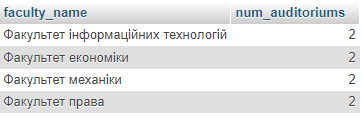 faculty_name num_auditoriums
Факультет інформаційних технологій 2
Факультет економіки 2
Факультет механіки 2
Факультет права 2